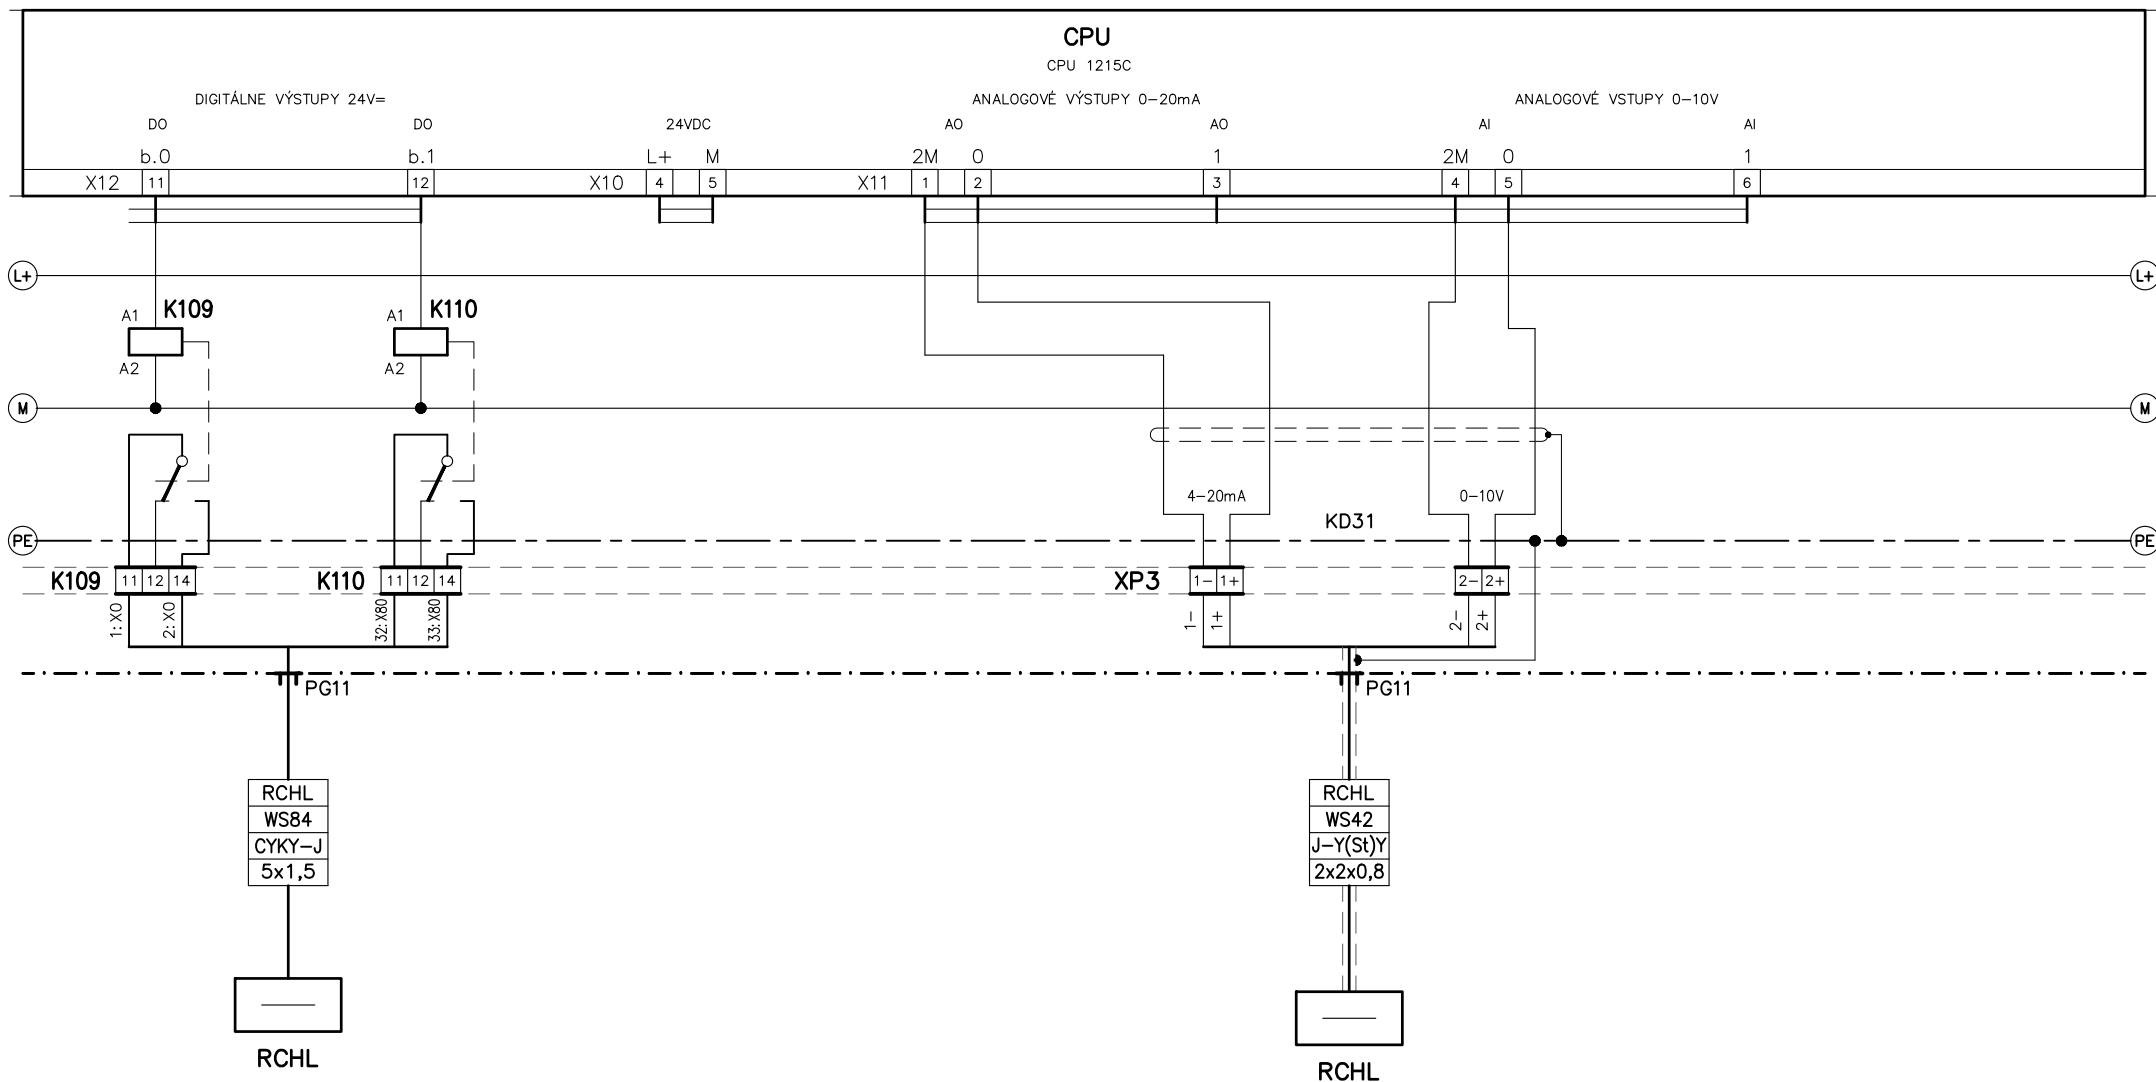 CPU
CPU 1215C
DIGITÁLNE VÝSTUPY 24V=
ANALOGOVÉ VÝSTUPY 0-20mA
ANALOGOVÉ VSTUPY 0-10V
DO
DO
24VDC
AO
AO
AI
AI
b.0
b.1
L+ M
2M 0
1
2M 0
1
X12 11
12
X10 4 5
X11 1 2
3
4 5
6
L+
L+
A1 K109
A1 K110
A2
A2
M
M
4-20mA
0-10V
KD31
PE
PE
K109 11 12 14
K110 11 12 14
XP3 1- 1+
2- 2+
1:X0
2:X0
32:X80
33:X80
1-
1+
2-
2+
PG11
PG11
RCHL
WS84
CYKY-J
5x1,5
RCHL
WS42
J-Y(St)Y
2x2x0,8
RCHL
RCHL